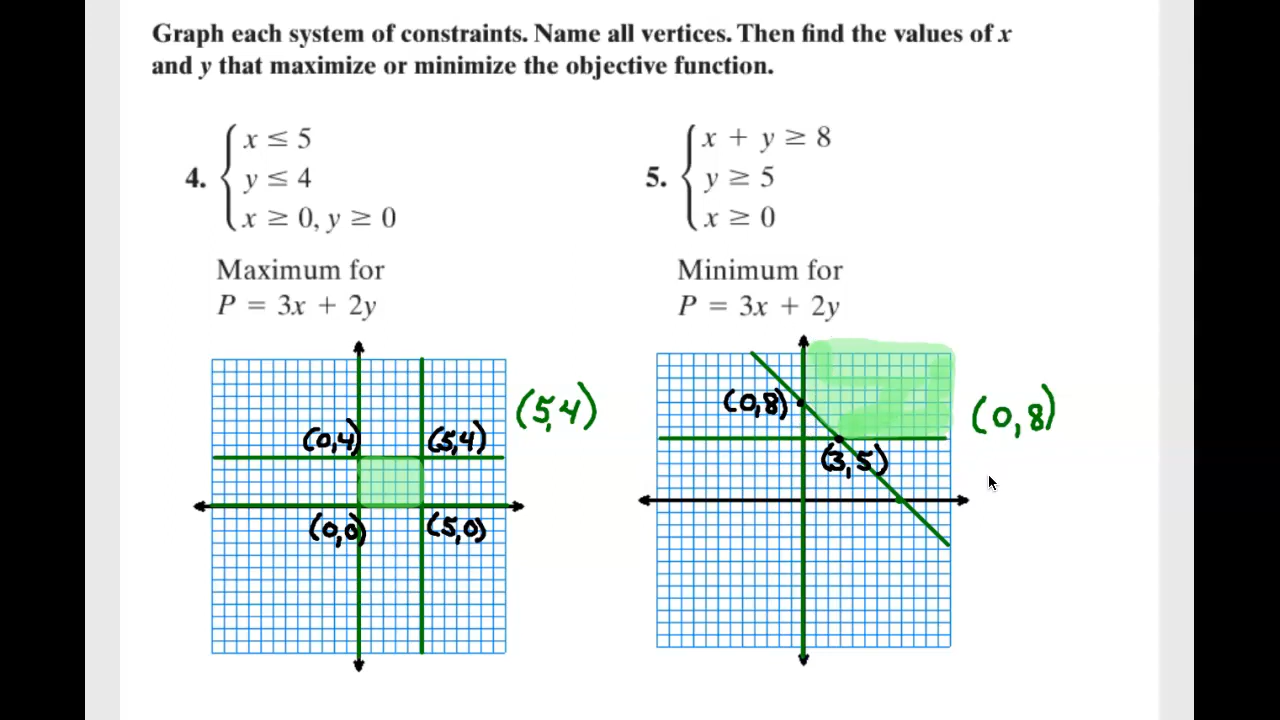 Graph each system of constraints. Name all vertices. Then find the values of x
and y that maximize or minimize the objective function.
4.
x ≤ 5
y ≤ 4
x ≥ 0, y ≥ 0
Maximum for
P = 3x + 2y
5.
x + y ≥ 8
y ≥ 5
x ≥ 0
Minimum for
P = 3x + 2y
(0,4)
(5,4)
(5,4)
(0,0)
(5,0)
(0,8)
(0,8)
(3,5)